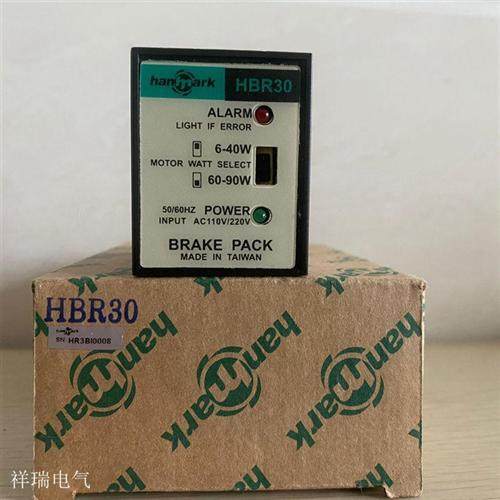 hanmark HBR30
ALARM
LIGHT IF ERROR
6-40W
MOTOR WATT SELECT
60-90W
50/60HZ POWER
INPUT AC110V/220V
BRAKE PACK
MADE IN TAIWAN
HBR30
hanmark
SN HR3BI0008
hanmark
hanmark
祥瑞电气